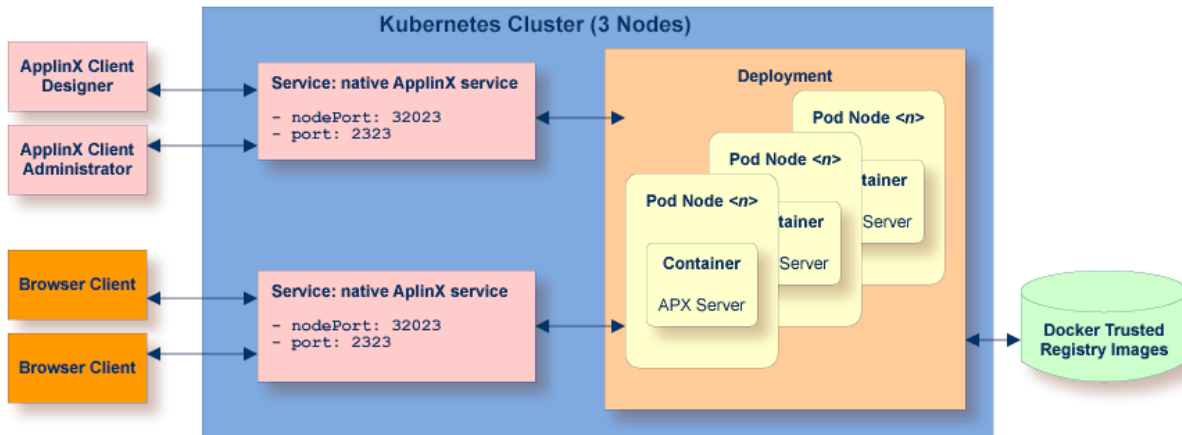 Kubernetes Cluster (3 Nodes)
ApplinX Client
Designer
ApplinX Client
Administrator
Service: native ApplinX service
- nodePort: 32023
- port: 2323
Browser Client
Browser Client
Service: native AplinX service
- nodePort: 32023
- port: 2323
Deployment
Pod Node <n>
tainer
Server
Pod Node <n>
tainer
Server
Pod Node <n>
Container
APX Server
Docker Trusted
Registry Images